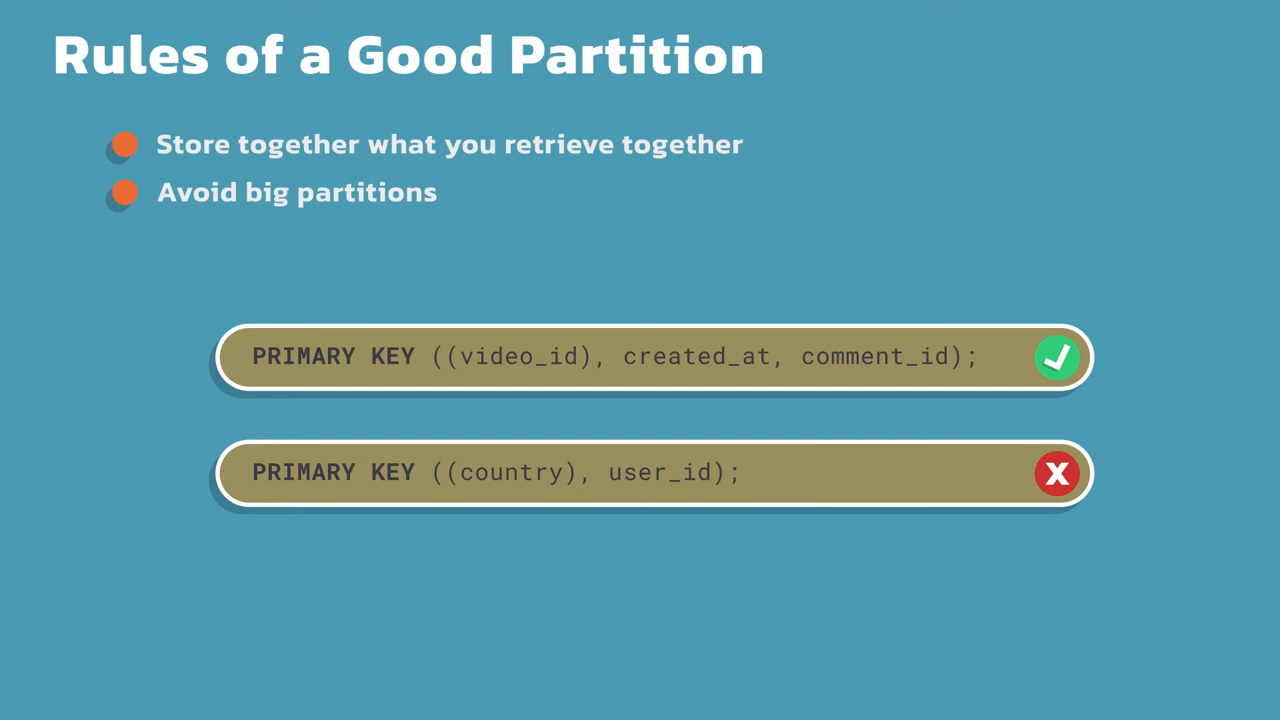 Rules of a Good Partition
Store together what you retrieve together
Avoid big partitions
PRIMARY KEY ((video_id), created_at, comment_id);
PRIMARY KEY ((country), user_id);